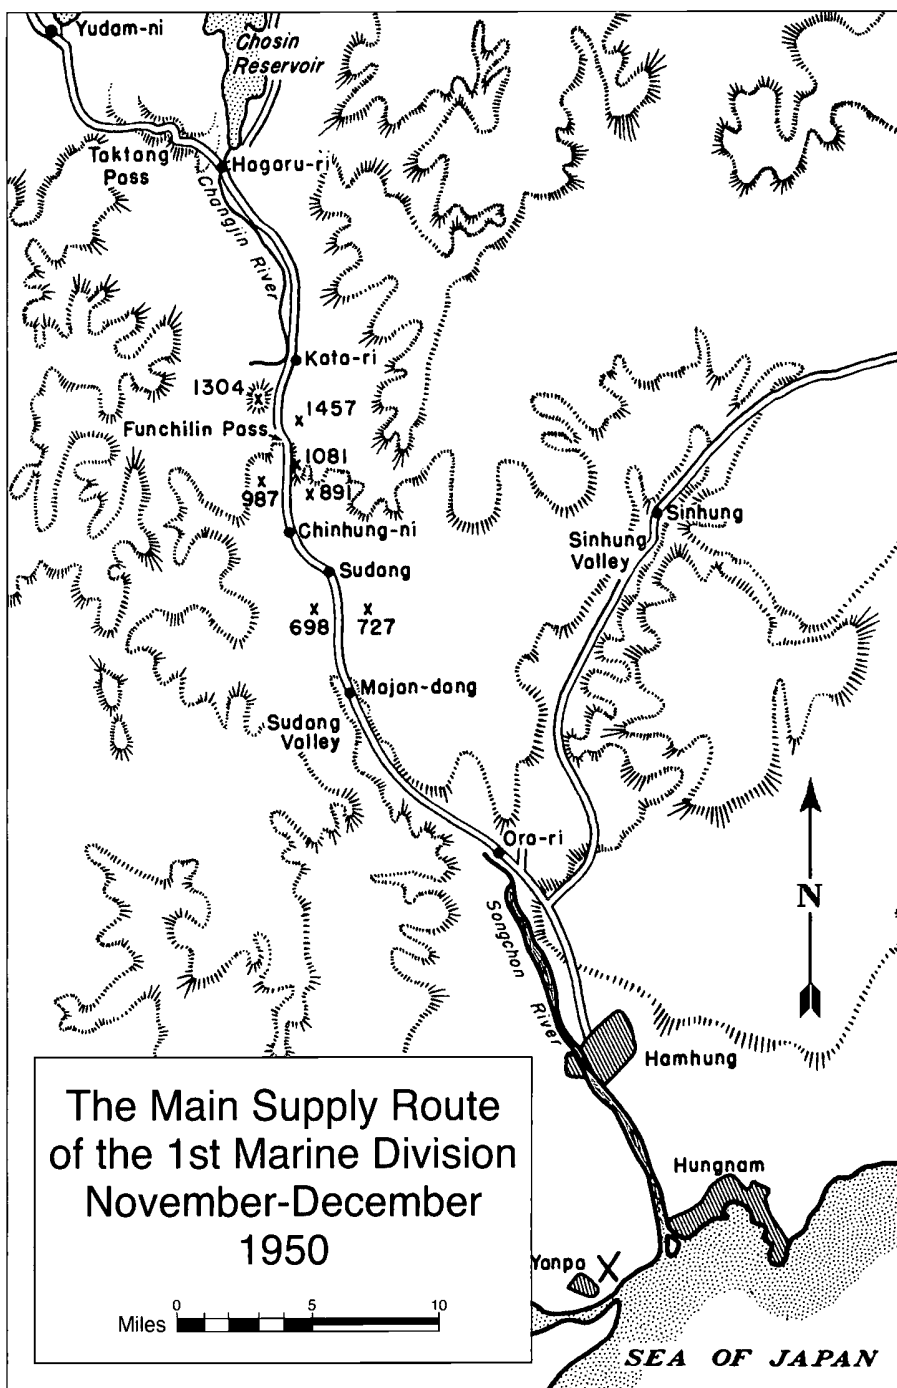 Yudam-ni
Chosin
Reservoir
Toktong
Pass
Hagaru-ri
Changjin River
Koto-ri
1304
1457
Funchilin Pass
1081
987
891
Chinhung-ni
Sinhung
Sinhung
Valley
Sudong
698
727
Majon-dong
Sudong
Valley
Oro-ri
N
Songchon River
Hamhung
The Main Supply Route
of the 1st Marine Division
November-December
1950
Hungnam
Yonpo
X
0 5 10
Miles
SEA OF JAPAN